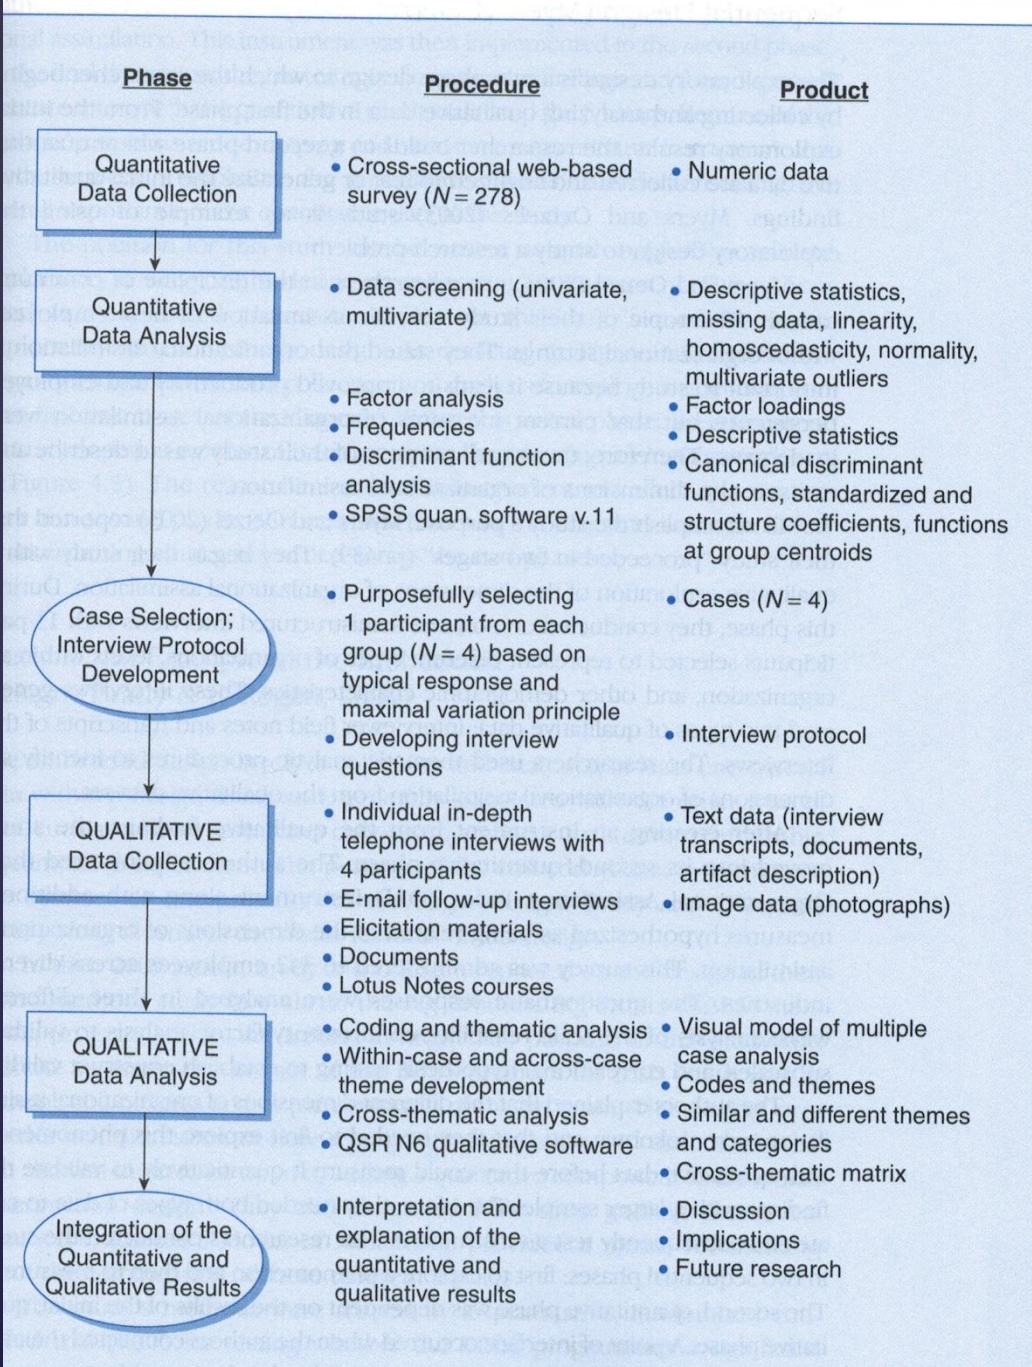 Phase
Procedure
Product
Quantitative
Data Collection
• Cross-sectional web-based
survey (N = 278)
• Numeric data
Quantitative
Data Analysis
• Data screening (univariate,
multivariate)
• Factor analysis
• Frequencies
• Discriminant function
analysis
• SPSS quan. software v.11
• Descriptive statistics,
missing data, linearity,
homoscedasticity, normality,
multivariate outliers
• Factor loadings
• Descriptive statistics
• Canonical discriminant
functions, standardized and
structure coefficients, functions
at group centroids
Case Selection;
Interview Protocol
Development
• Purposefully selecting
1 participant from each
group (N = 4) based on
typical response and
maximal variation principle
• Developing interview
questions
• Cases (N = 4)
• Interview protocol
QUALITATIVE
Data Collection
• Individual in-depth
telephone interviews with
4 participants
• E-mail follow-up interviews
• Elicitation materials
• Documents
• Lotus Notes courses
• Text data (interview
transcripts, documents,
artifact description)
• Image data (photographs)
QUALITATIVE
Data Analysis
• Coding and thematic analysis
• Within-case and across-case
theme development
• Cross-thematic analysis
• QSR N6 qualitative software
• Visual model of multiple
case analysis
• Codes and themes
• Similar and different themes
and categories
• Cross-thematic matrix
Integration of the
Quantitative and
Qualitative Results
• Interpretation and
explanation of the
quantitative and
qualitative results
• Discussion
• Implications
• Future research